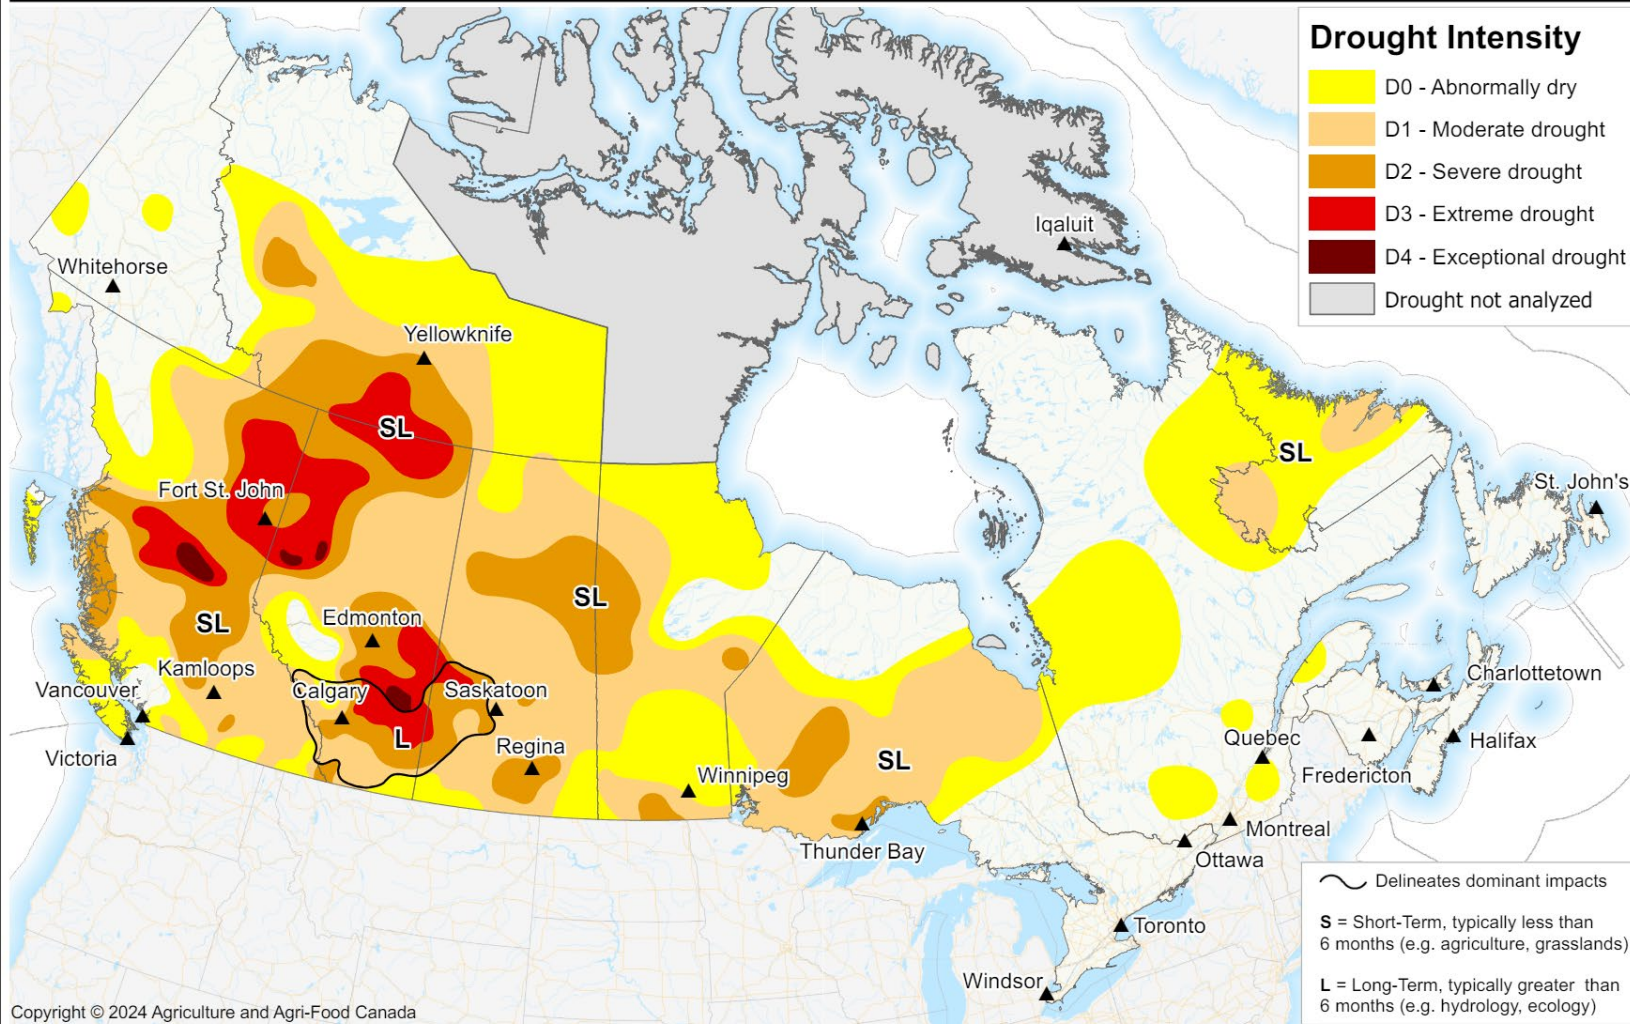 Drought Intensity
D0 - Abnormally dry
D1 - Moderate drought
D2 - Severe drought
D3 - Extreme drought
D4 - Exceptional drought
Drought not analyzed
Iqaluit
Whitehorse
Yellowknife
SL
SL
Fort St. John
St. John's
SL
SL
Edmonton
Kamloops
Charlottetown
Vancouver
Calgary
Saskatoon
L
Regina
Quebec
Halifax
Victoria
SL
Winnipeg
Fredericton
Montreal
Thunder Bay
Ottawa
Toronto
Windsor
Delineates dominant impacts
S = Short-Term, typically less than
6 months (e.g. agriculture, grasslands)
L = Long-Term, typically greater than
6 months (e.g. hydrology, ecology)
Copyright © 2024 Agriculture and Agri-Food Canada